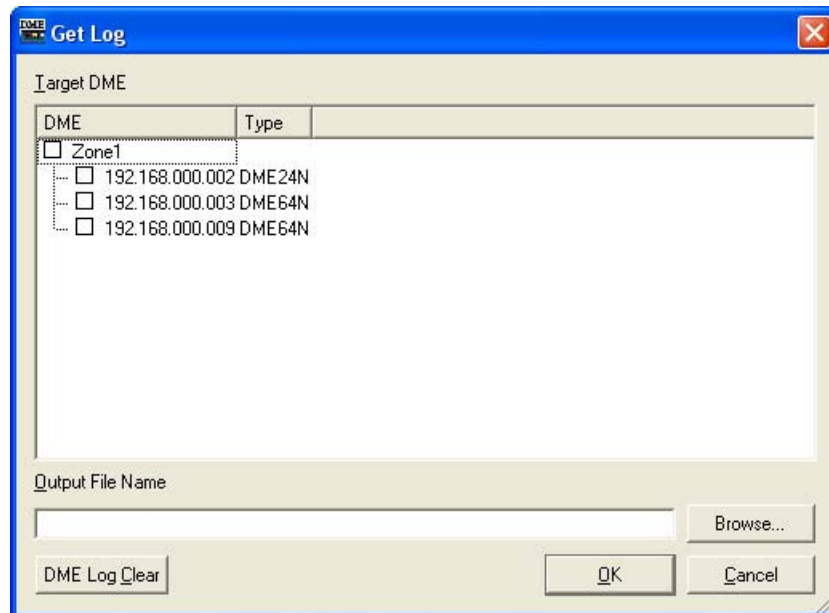 DME Get Log
Target DME
DME Type
Zone1
192.168.000.002 DME24N
192.168.000.003 DME64N
192.168.000.009 DME64N
Output File Name
Browse...
DME Log Clear OK Cancel